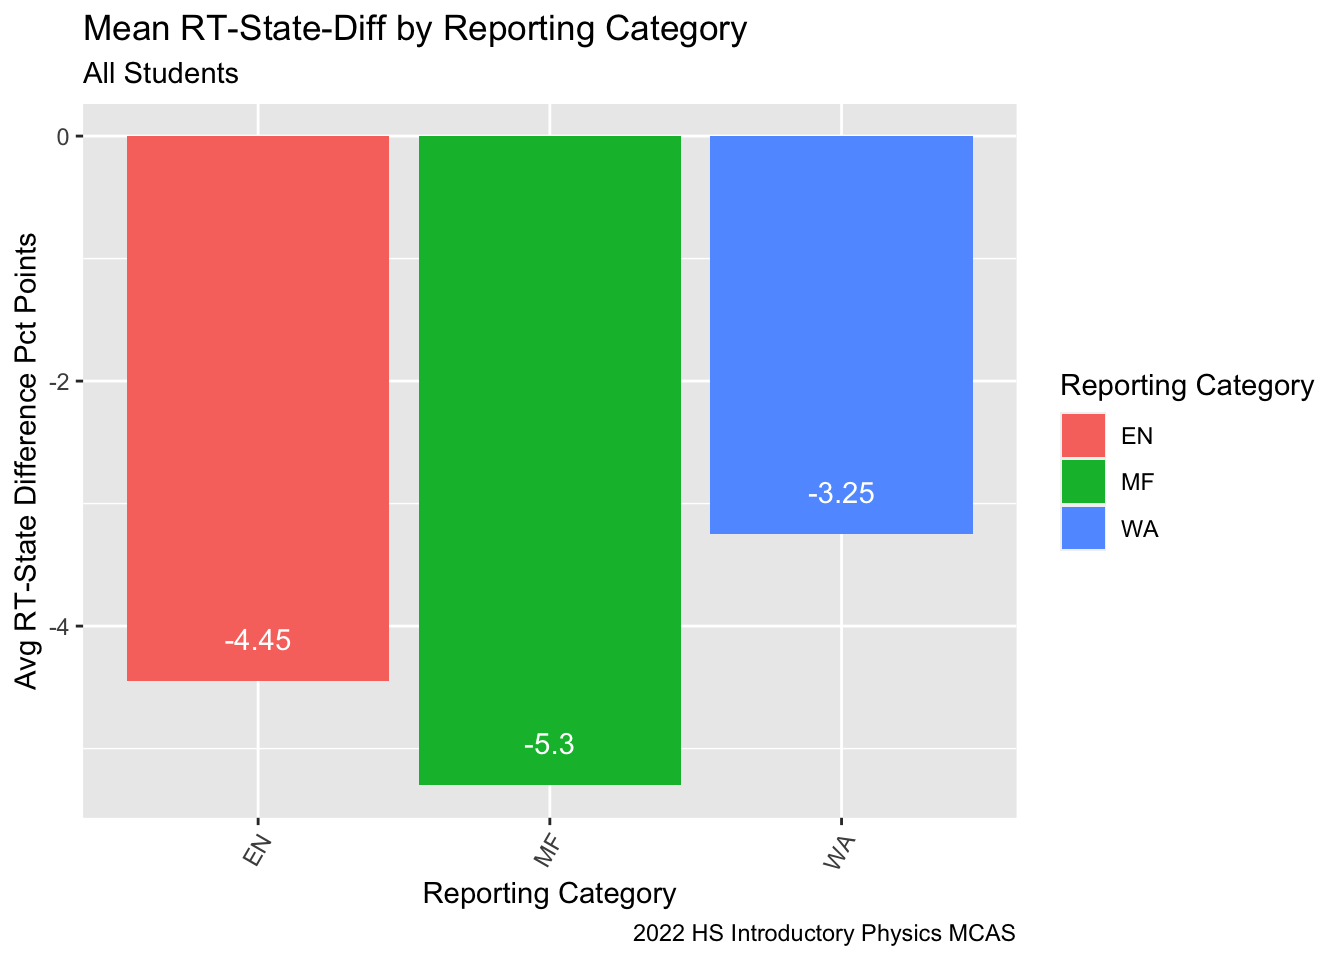 Mean RT-State-Diff by Reporting Category
All Students
Avg RT-State Difference Pct Points
0
-2
-4
-4.45
-5.3
-3.25
EN
MF
WA
Reporting Category
Reporting Category
EN
MF
WA
2022 HS Introductory Physics MCAS